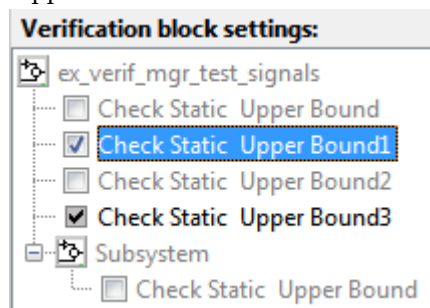 Verification block settings:
ex_verif_mgr_test_signals
Check Static Upper Bound
Check Static Upper Bound1
Check Static Upper Bound2
Check Static Upper Bound3
Subsystem
Check Static Upper Bound